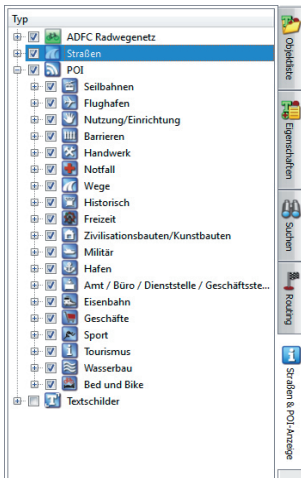 Typ
ADFC Radwegenetz
Straßen
POI
Seilbahnen
Flughafen
Nutzung/Einrichtung
Barrieren
Handwerk
Notfall
Wege
Historisch
Freizeit
Zivilisationsbauten/Kunstbauten
Militär
Hafen
Amt / Büro / Dienststelle / Geschäftsste...
Eisenbahn
Geschäfte
Sport
Tourismus
Wasserbau
Bed und Bike
Textschilder
Objektliste
Eigenschaften
Suchen
Routing
Straßen & POI-Anzeige